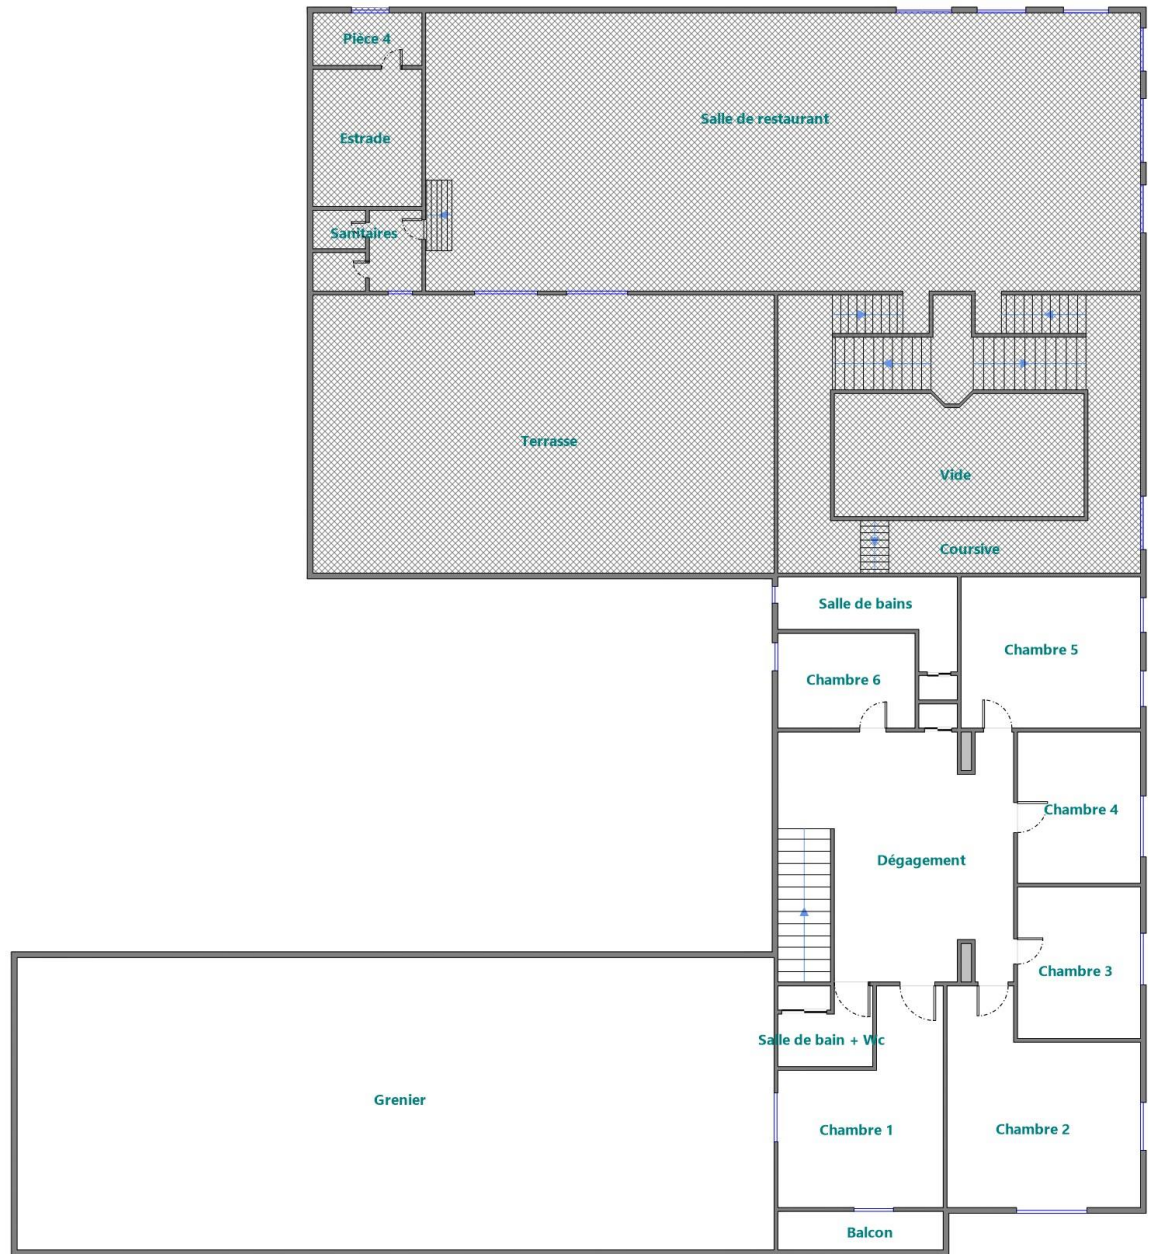 Pièce 4
Salle de restaurant
Estrade
Sanitaires
Terrasse
Vide
Coursive
Salle de bains
Chambre 5
Chambre 6
Chambre 4
Dégagement
Chambre 3
Salle de bain + Wc
Grenier
Chambre 1
Chambre 2
Balcon